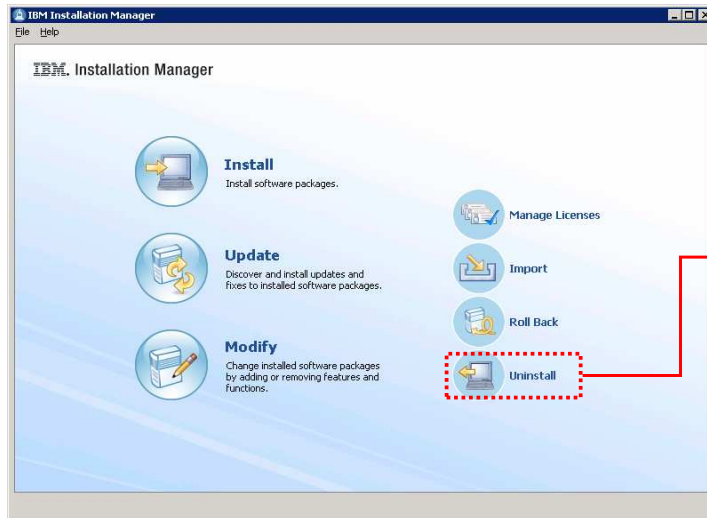 IBM Installation Manager
File Help
IBM. Installation Manager
Install
Install software packages.
Update
Discover and install updates and
fixes to installed software packages.
Modify
Change installed software packages
by adding or removing features and
functions.
Manage Licenses
Import
Roll Back
Uninstall